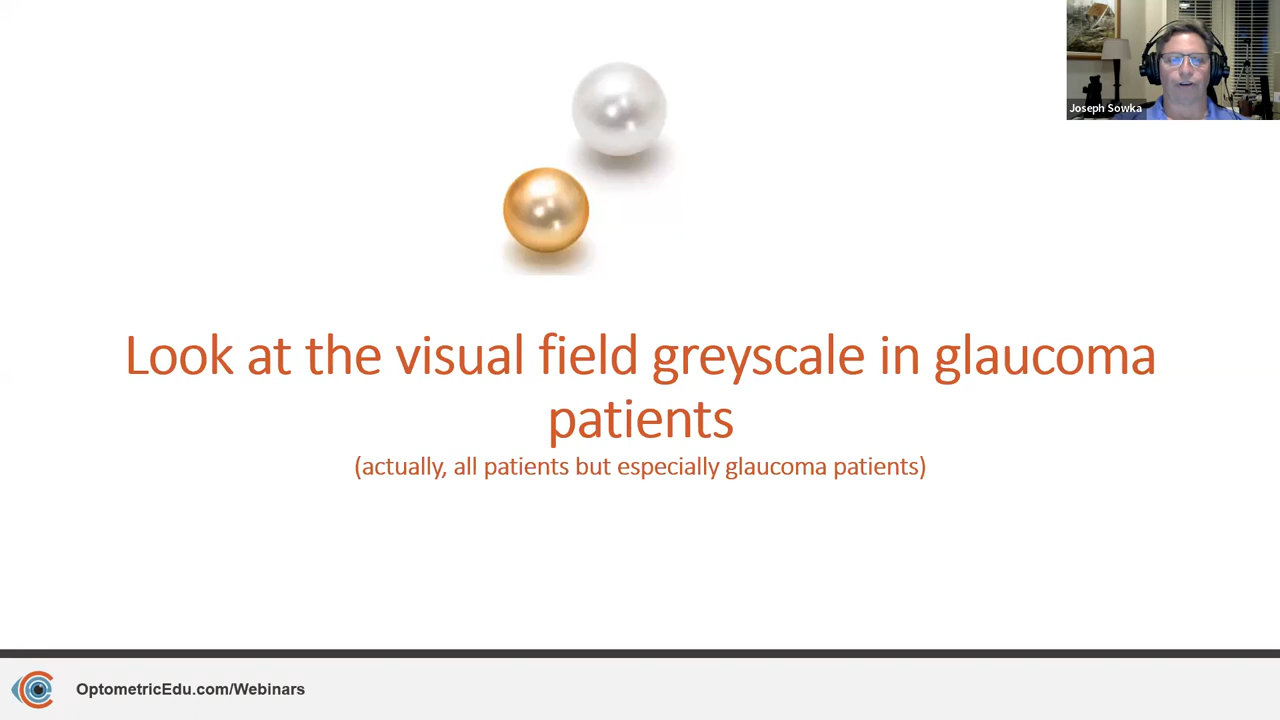 Joseph Sowka
Look at the visual field greyscale in glaucoma
patients
(actually, all patients but especially glaucoma patients)
OptometricEdu.com/Webinars